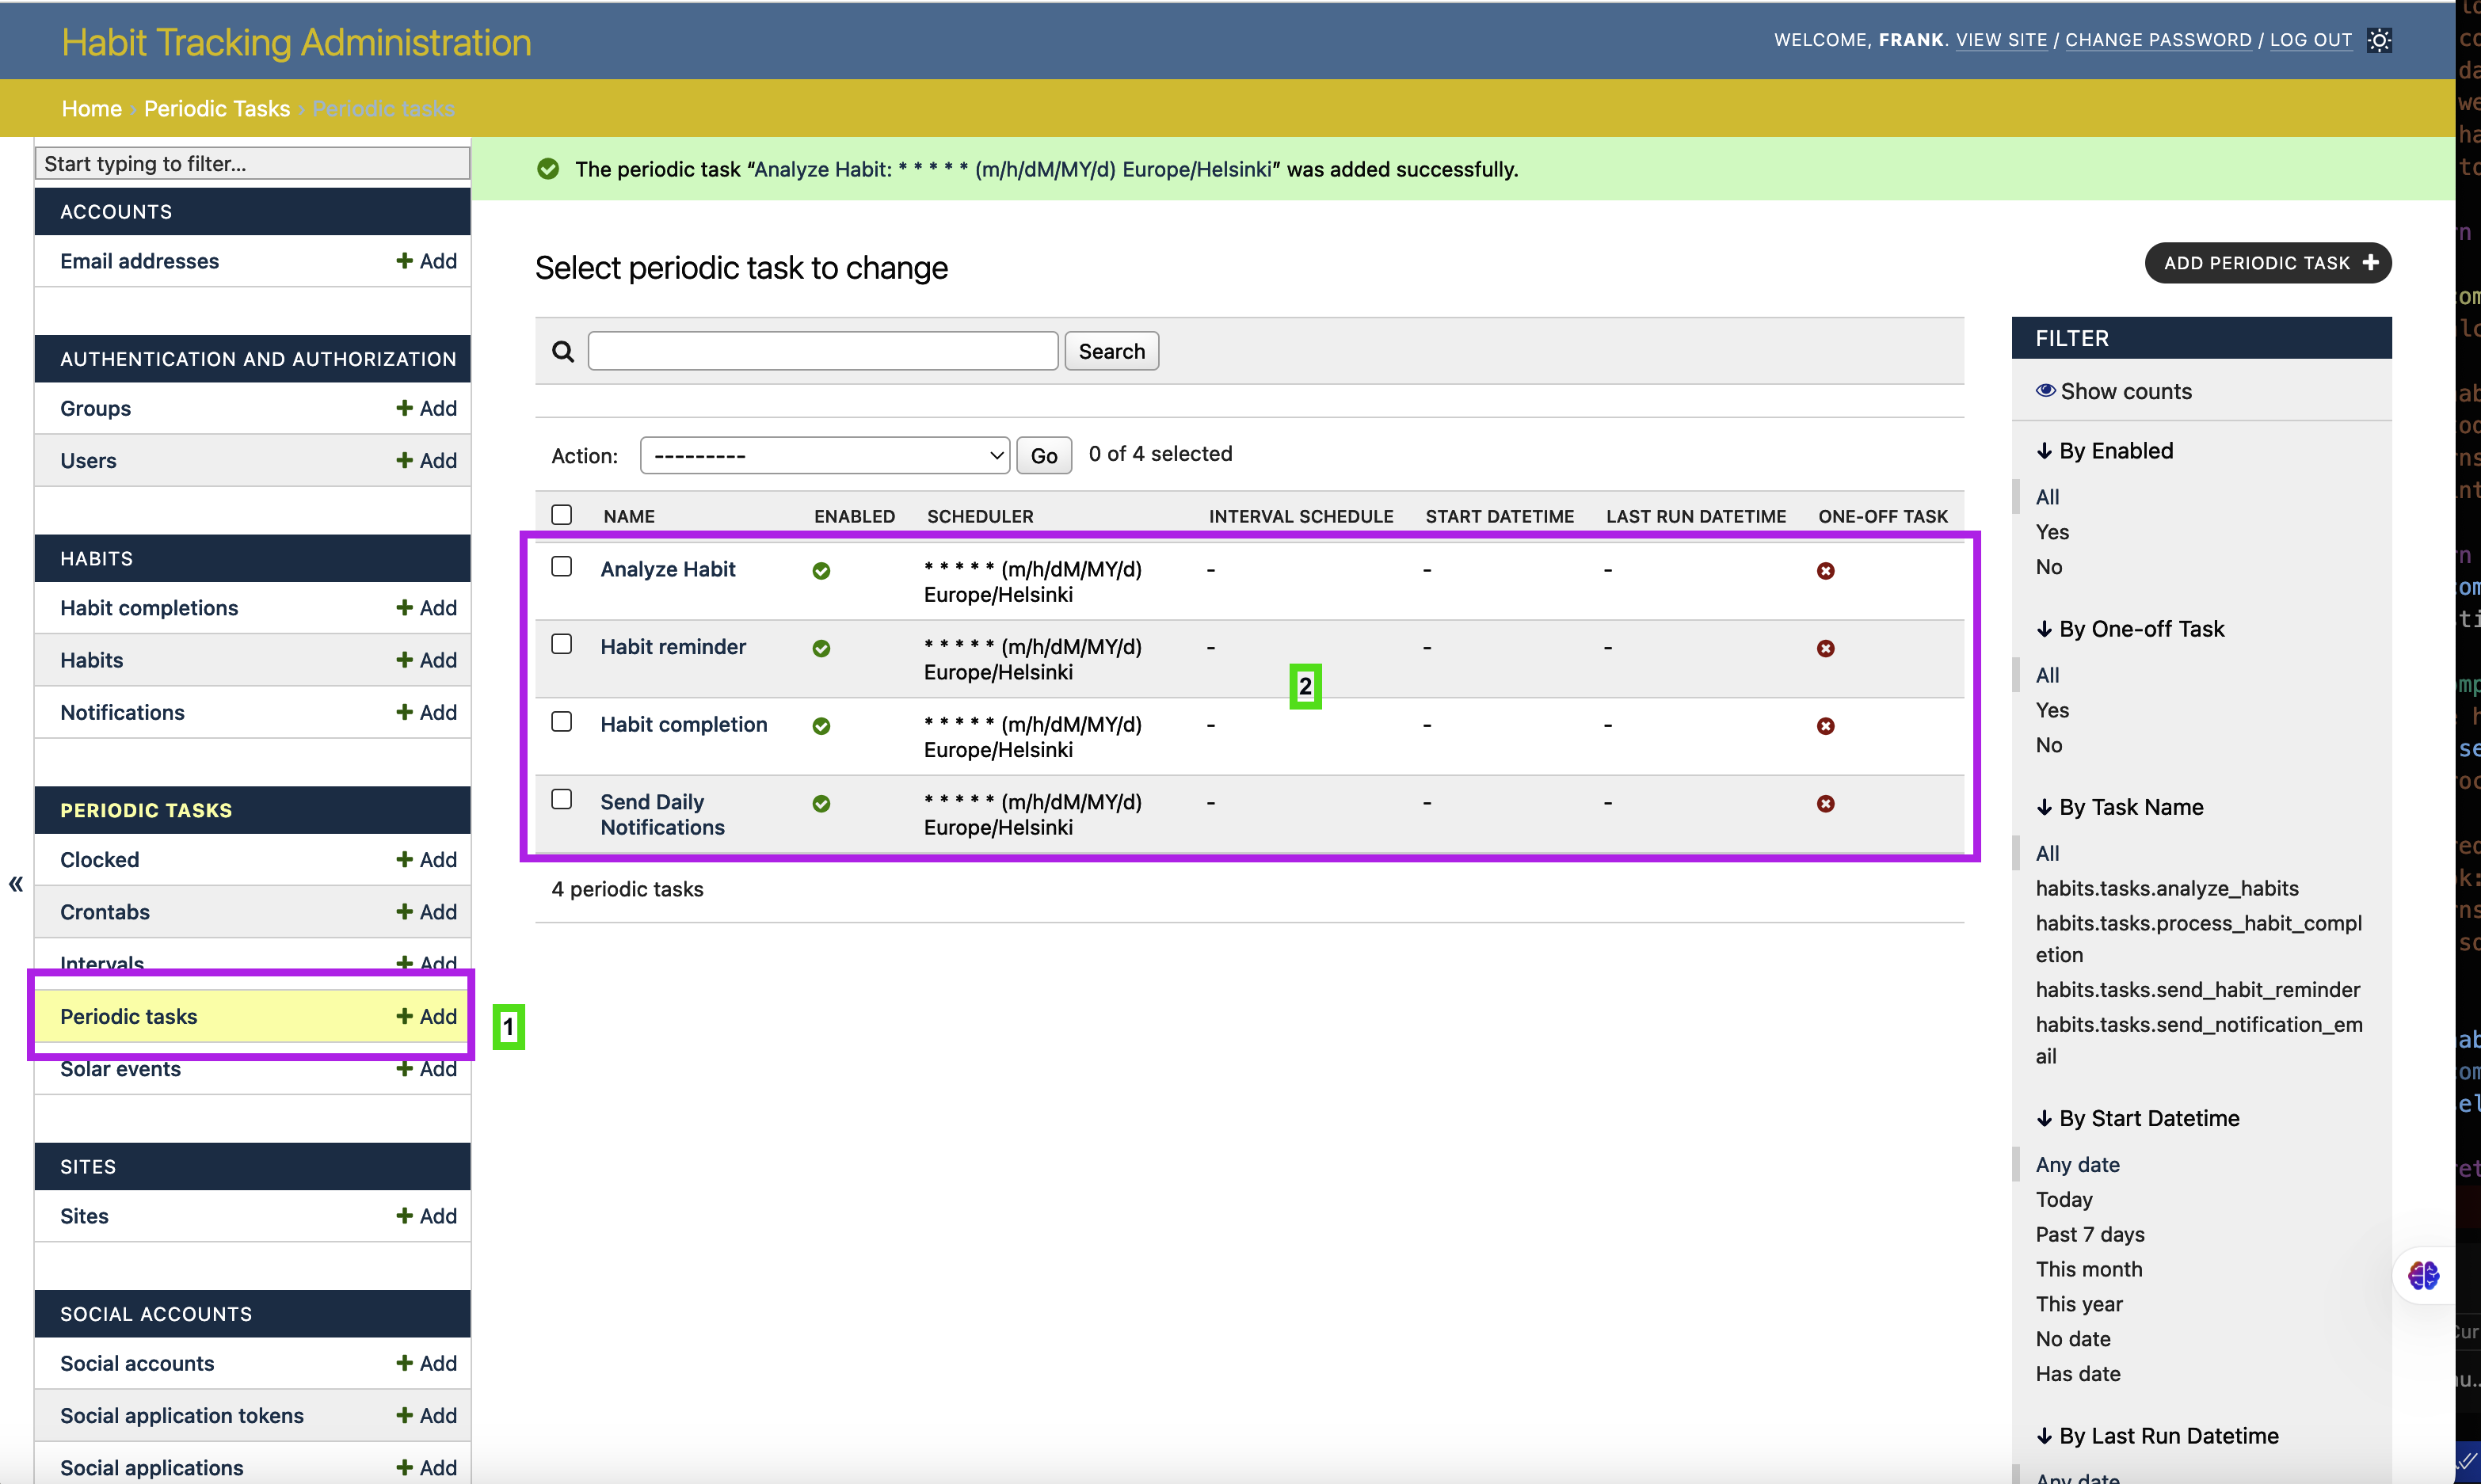 Habit Tracking Administration
WELCOME, FRANK. VIEW SITE / CHANGE PASSWORD / LOG OUT
Home › Periodic Tasks › Periodic tasks
Start typing to filter...
ACCOUNTS
Email addresses + Add
AUTHENTICATION AND AUTHORIZATION
Groups + Add
Users + Add
HABITS
Habit completions + Add
Habits + Add
Notifications + Add
PERIODIC TASKS
Clocked + Add
Crontabs + Add
Intervals + Add
Periodic tasks + Add
1
Solar events + Add
SITES
Sites + Add
SOCIAL ACCOUNTS
Social accounts + Add
Social application tokens + Add
Social applications + Add
«
The periodic task “Analyze Habit: * * * * * (m/h/dM/MY/d) Europe/Helsinki” was added successfully.
Select periodic task to change
ADD PERIODIC TASK +
Search
Action: --------- Go 0 of 4 selected
NAME ENABLED SCHEDULER INTERVAL SCHEDULE START DATETIME LAST RUN DATETIME ONE-OFF TASK
Analyze Habit * * * * * (m/h/dM/MY/d) - - -
Europe/Helsinki
Habit reminder * * * * * (m/h/dM/MY/d) - - -
Europe/Helsinki
2
Habit completion * * * * * (m/h/dM/MY/d) - - -
Europe/Helsinki
Send Daily * * * * * (m/h/dM/MY/d) - - -
Notifications Europe/Helsinki
4 periodic tasks
FILTER
Show counts
↓ By Enabled
All
Yes
No
↓ By One-off Task
All
Yes
No
↓ By Task Name
All
habits.tasks.analyze_habits
habits.tasks.process_habit_compl
etion
habits.tasks.send_habit_reminder
habits.tasks.send_notification_em
ail
↓ By Start Datetime
Any date
Today
Past 7 days
This month
This year
No date
Has date
↓ By Last Run Datetime
Any date